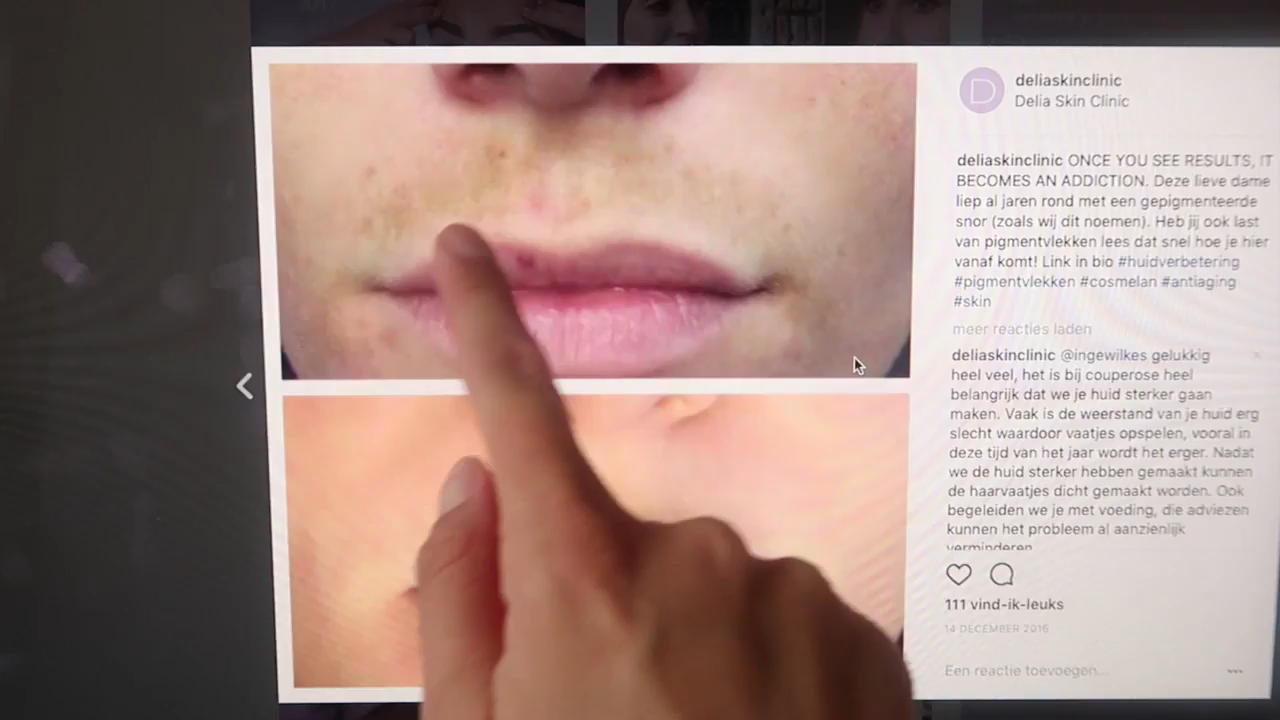 D
deliaskinclinic
Delia Skin Clinic
deliaskinclinic ONCE YOU SEE RESULTS, IT
BECOMES AN ADDICTION. Deze lieve dame
liep al jaren rond met een gepigmenteerde
snor (zoals wij dit noemen). Heb jij ook last
van pigmentvlekken lees dat snel hoe je hier
vanaf komt! Link in bio #huidverbetering
#pigmentvlekken #cosmelan #antiaging
#skin
meer reacties laden
deliaskinclinic @ingewilkes gelukkig
heel veel, het is bij couperose heel
belangrijk dat we je huid sterker gaan
maken. Vaak is de weerstand van je huid erg
slecht waardoor vaatjes opspelen, vooral in
deze tijd van het jaar wordt het erger. Nadat
we de huid sterker hebben gemaakt kunnen
de haarvaatjes dicht gemaakt worden. Ook
begeleiden we je met voeding, die adviezen
kunnen het probleem al aanzienlijk
verminderen
111 vind-ik-leuks
14 DECEMBER 2016
Een reactie toevoegen...